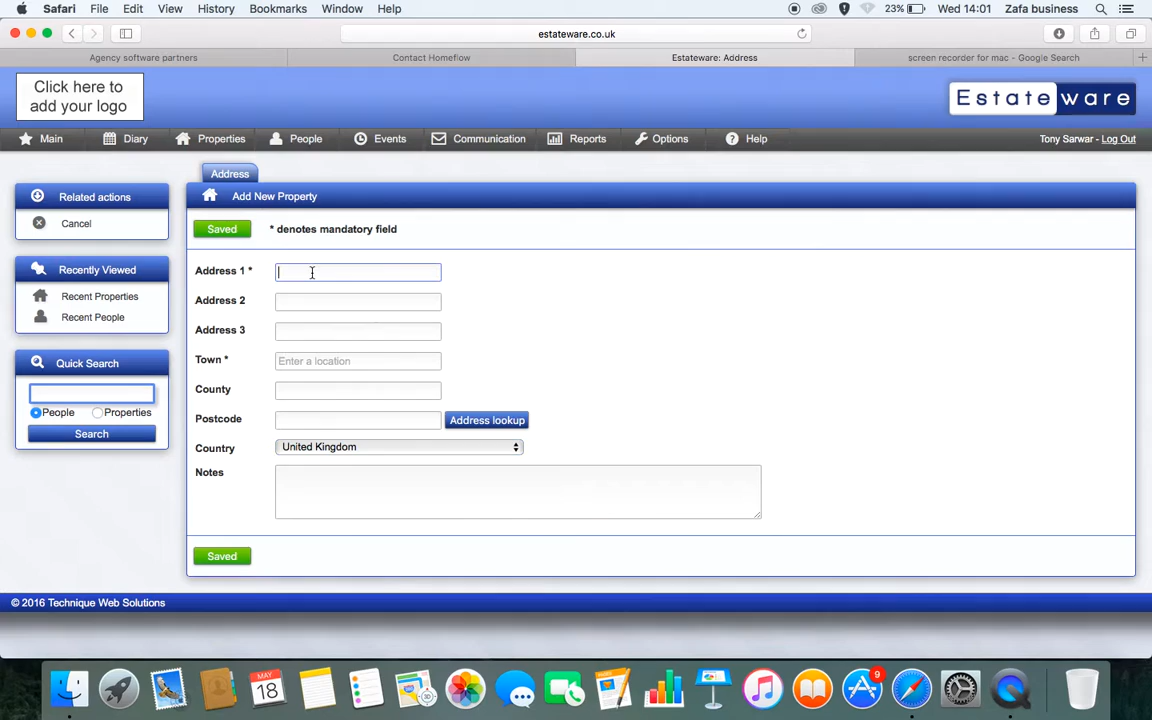 Safari File Edit View History Bookmarks Window Help 23% Wed 14:01 Zafa business
estateware.co.uk
Agency software partners Contact Homeflow Estateware: Address screen recorder for mac - Google Search
Click here to
add your logo
Estateware
Main Diary Properties People Events Communication Reports Options Help Tony Sarwar - Log Out
Address
Related actions
Cancel
Recently Viewed
Recent Properties
Recent People
Quick Search
People Properties
Search
Add New Property
Saved * denotes mandatory field
Address 1 *
Address 2
Address 3
Town * Enter a location
County
Postcode Address lookup
Country United Kingdom
Notes
Saved
© 2016 Technique Web Solutions
MAY
18
9